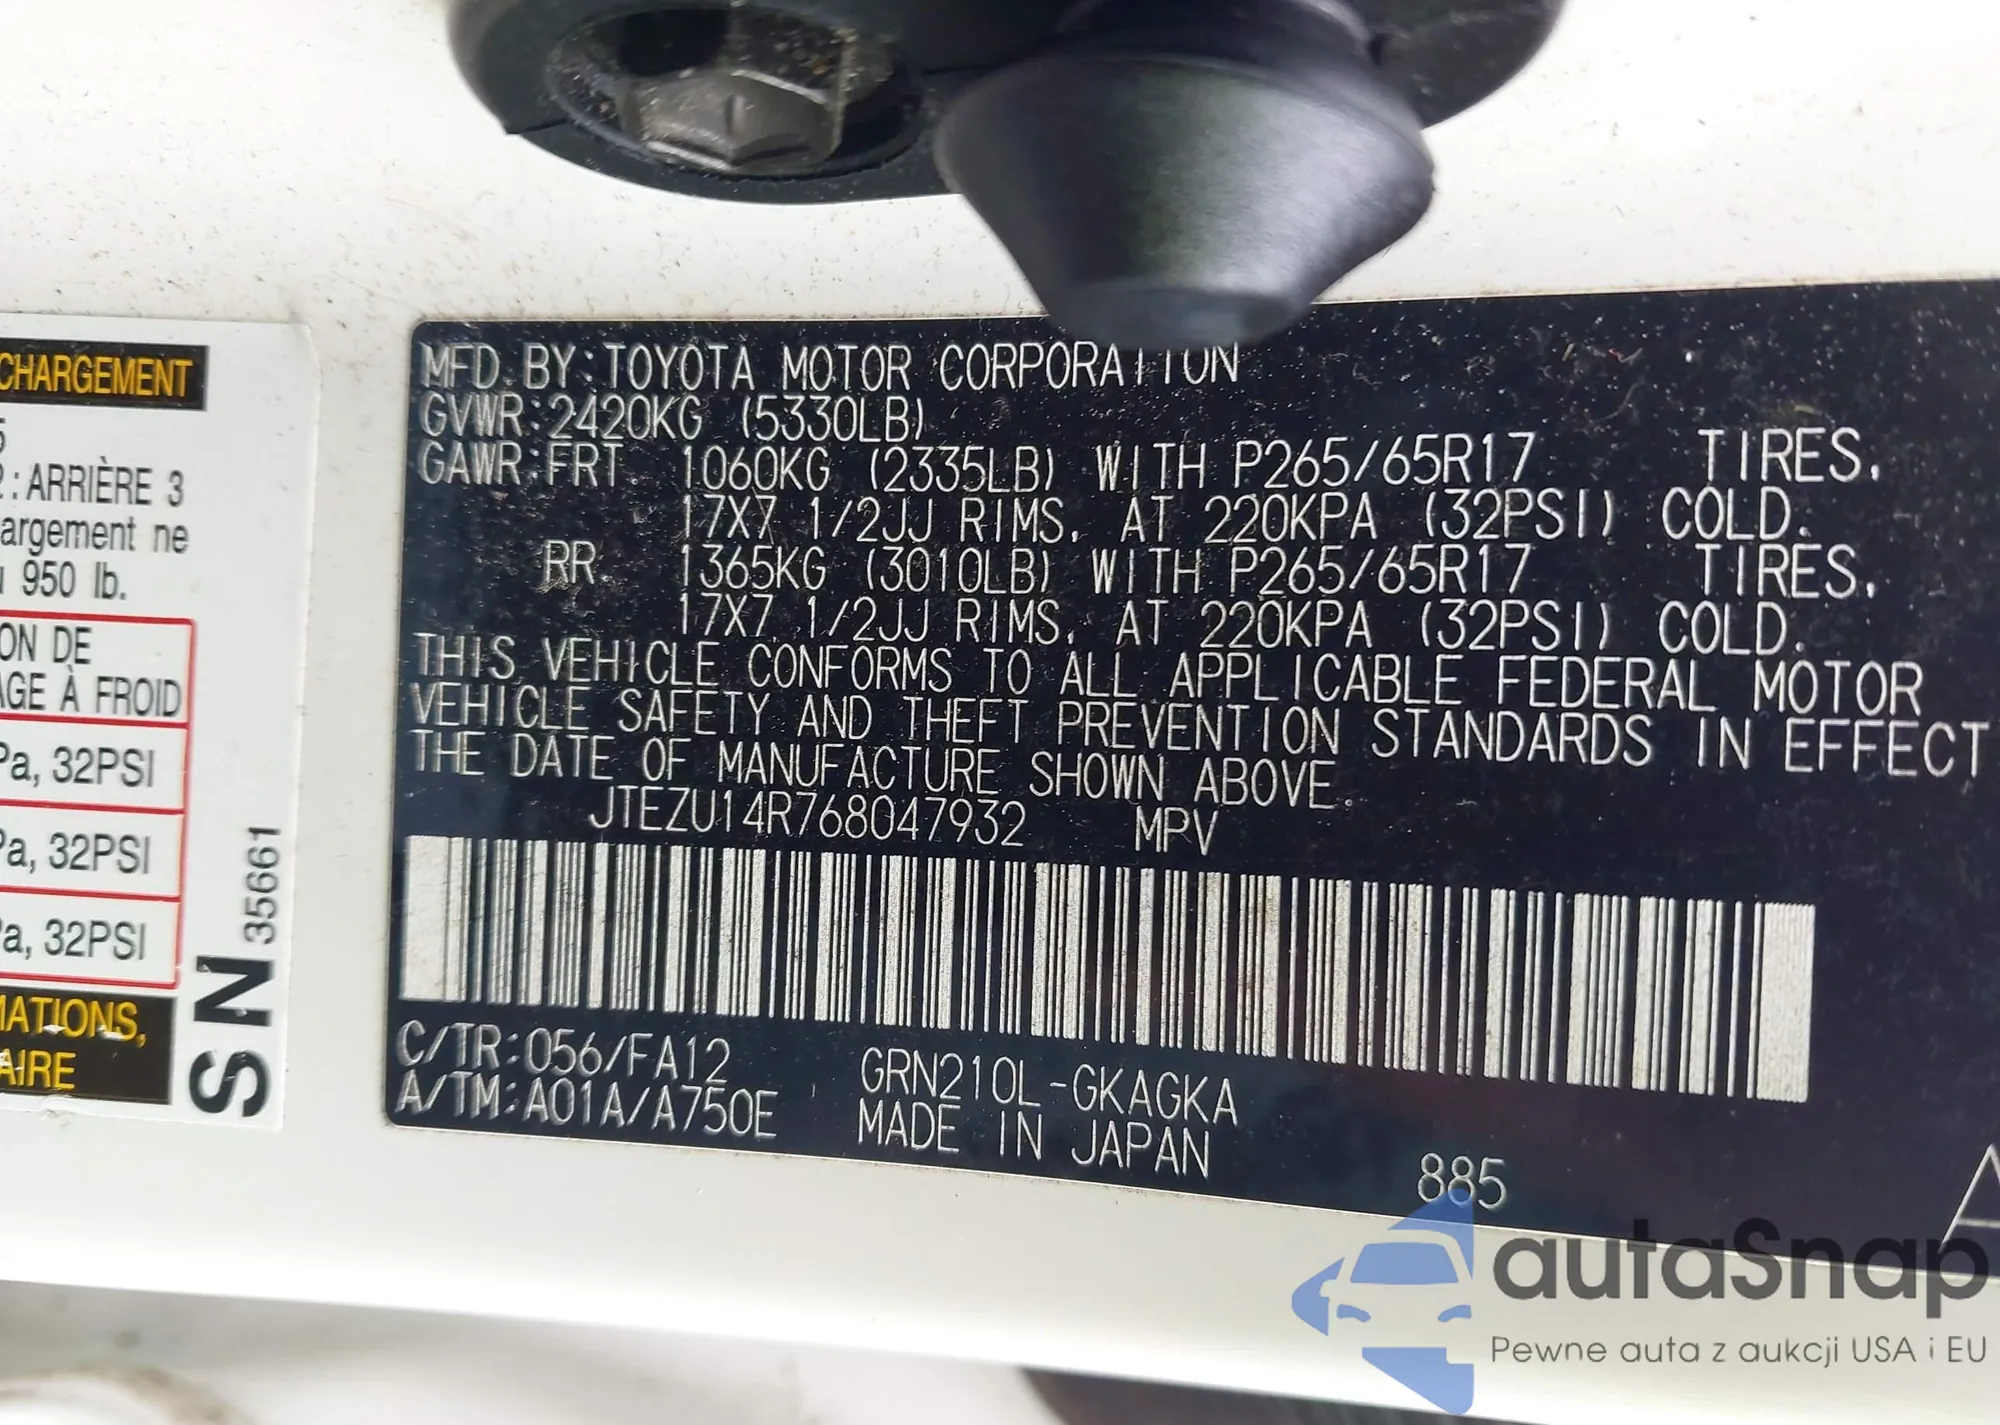 CHARGEMENT
5
2 : ARRIÈRE 3
argement ne
950 lb.
ON DE
AGE À FROID
Pa, 32PSI
Pa, 32PSI
Pa, 32PSI
MATIONS,
AIRE
SN 35661
MFD.BY:TOYOTA MOTOR CORPORATION
GVWR:2420KG (5330LB)
GAWR:FRT 1060KG (2335LB) WITH P265/65R17 TIRES,
17X7 1/2JJ RIMS, AT 220KPA (32PSI) COLD.
RR 1365KG (3010LB) WITH P265/65R17 TIRES,
17X7 1/2JJ RIMS, AT 220KPA (32PSI) COLD.
THIS VEHICLE CONFORMS TO ALL APPLICABLE FEDERAL MOTOR
VEHICLE SAFETY AND THEFT PREVENTION STANDARDS IN EFFECT
THE DATE OF MANUFACTURE SHOWN ABOVE.
JTEZU14R768047932 MPV
C/TR:056/FA12
A/TM:A01A/A750E
GRN210L-GKAGKA
MADE IN JAPAN
885
A
autaSnap
Pewne auta z aukcji USA i EU